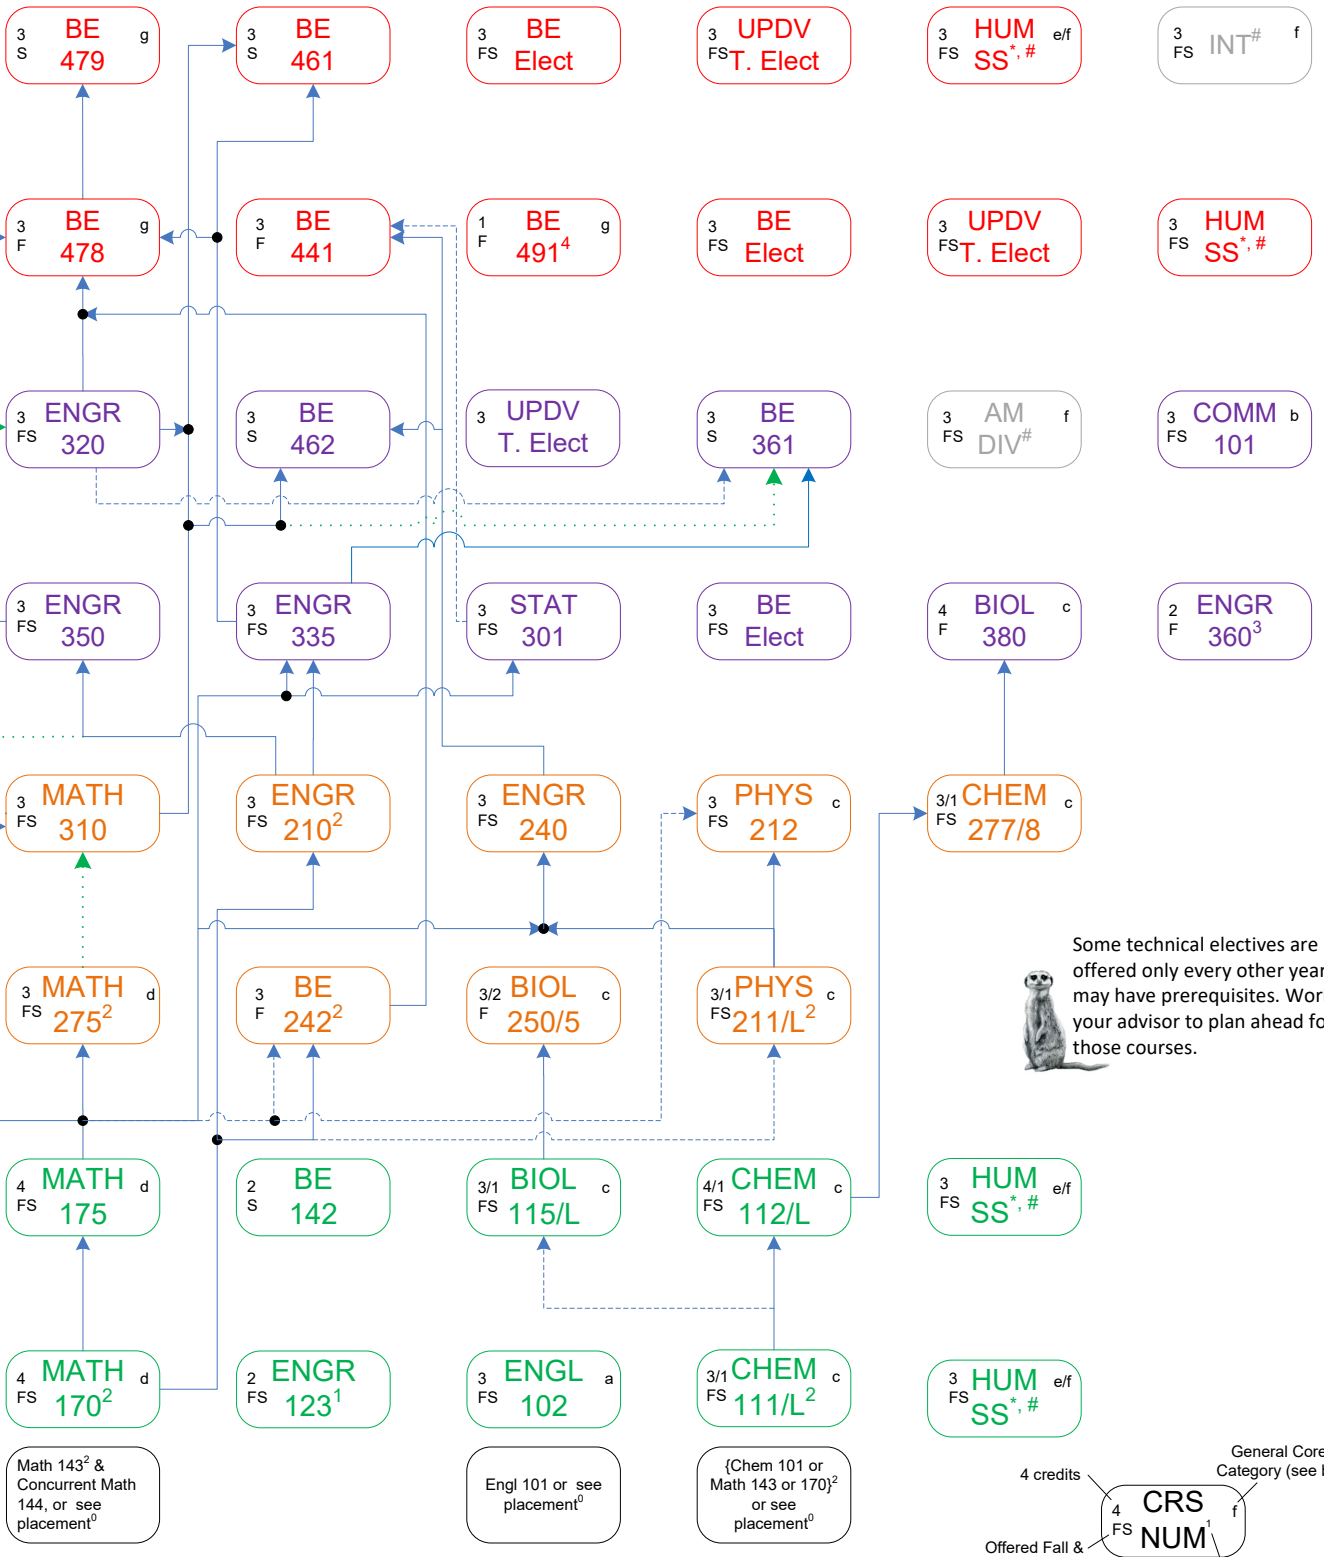 3 BE g
S 479
3 BE
S 461
3 BE
FS Elect
3 UPDV
FS T. Elect
3 HUM e/f
FS SS*, #
3 INT# f
FS
3 BE g
F 478
3 BE
F 441
1 BE g
F 491⁴
3 BE
FS Elect
3 UPDV
FS T. Elect
3 HUM
FS SS*, #
3 ENGR
FS 320
3 BE
S 462
3 UPDV
T. Elect
3 BE
S 361
3 AM f
FS DIV#
3 COMM b
FS 101
3 ENGR
FS 350
3 ENGR
FS 335
3 STAT
FS 301
3 BE
FS Elect
4 BIOL c
F 380
2 ENGR
F 360³
3 MATH
FS 310
3 ENGR
FS 210²
3 ENGR
FS 240
3 PHYS c
FS 212
3/1 CHEM c
FS 277/8
Some technical electives are
offered only every other year
may have prerequisites. Wor
your advisor to plan ahead fo
those courses.
3 MATH d
FS 275²
3 BE
F 242²
3/2 BIOL c
F 250/5
3/1 PHYS c
FS 211/L²
4 MATH d
FS 175
2 BE
S 142
3/1 BIOL c
FS 115/L
4/1 CHEM c
FS 112/L
3 HUM e/f
FS SS*, #
4 MATH d
FS 170²
2 ENGR
FS 123¹
3 ENGL a
FS 102
3/1 CHEM c
FS 111/L²
3 HUM e/f
FS SS*, #
Math 143² &
Concurrent Math
144, or see
placement⁰
Engl 101 or see
placement⁰
{Chem 101 or
Math 143 or 170}²
or see
placement⁰
General Core
Category (see
4 credits
4 CRS f
FS NUM¹
Offered Fall &